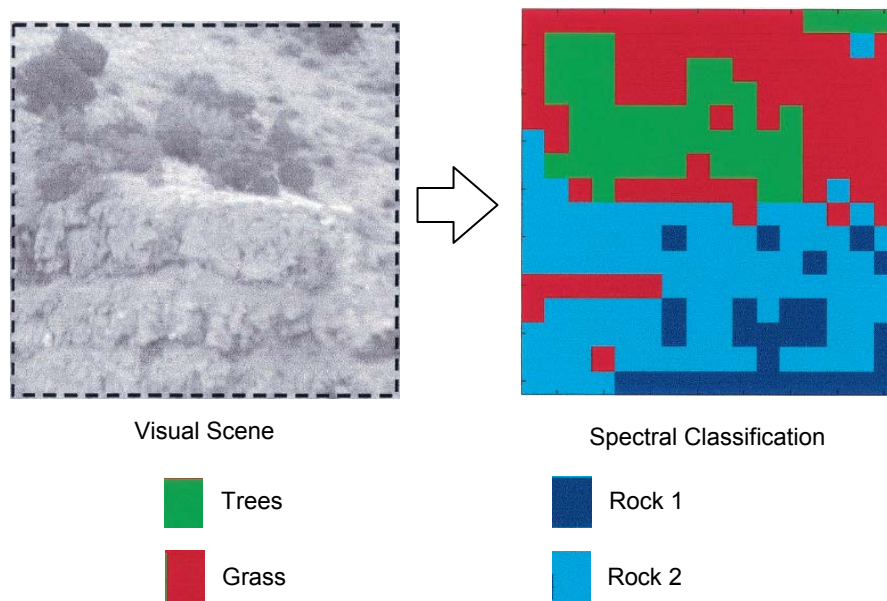 Visual Scene
Spectral Classification
Trees
Rock 1
Grass
Rock 2